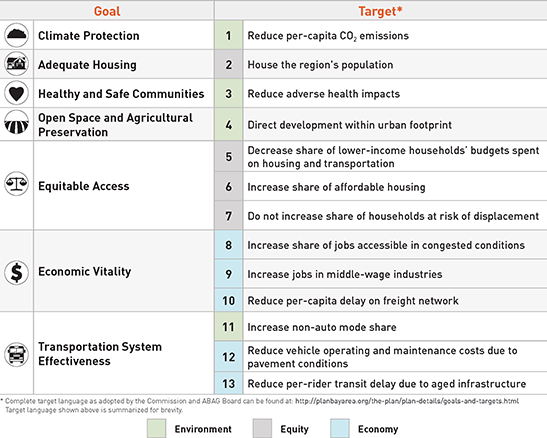 Goal Target*
Climate Protection 1 Reduce per-capita CO₂ emissions
Adequate Housing 2 House the region's population
Healthy and Safe Communities 3 Reduce adverse health impacts
Open Space and Agricultural
Preservation 4 Direct development within urban footprint
Equitable Access
5 Decrease share of lower-income households' budgets spent
on housing and transportation
6 Increase share of affordable housing
7 Do not increase share of households at risk of displacement
$ Economic Vitality
8 Increase share of jobs accessible in congested conditions
9 Increase jobs in middle-wage industries
10 Reduce per-capita delay on freight network
Transportation System
Effectiveness
11 Increase non-auto mode share
12 Reduce vehicle operating and maintenance costs due to
pavement conditions
13 Reduce per-rider transit delay due to aged infrastructure
* Complete target language as adopted by the Commission and ABAG Board can be found at: http://planbayarea.org/the-plan/plan-details/goals-and-targets.html
Target language shown above is summarized for brevity.
Environment Equity Economy